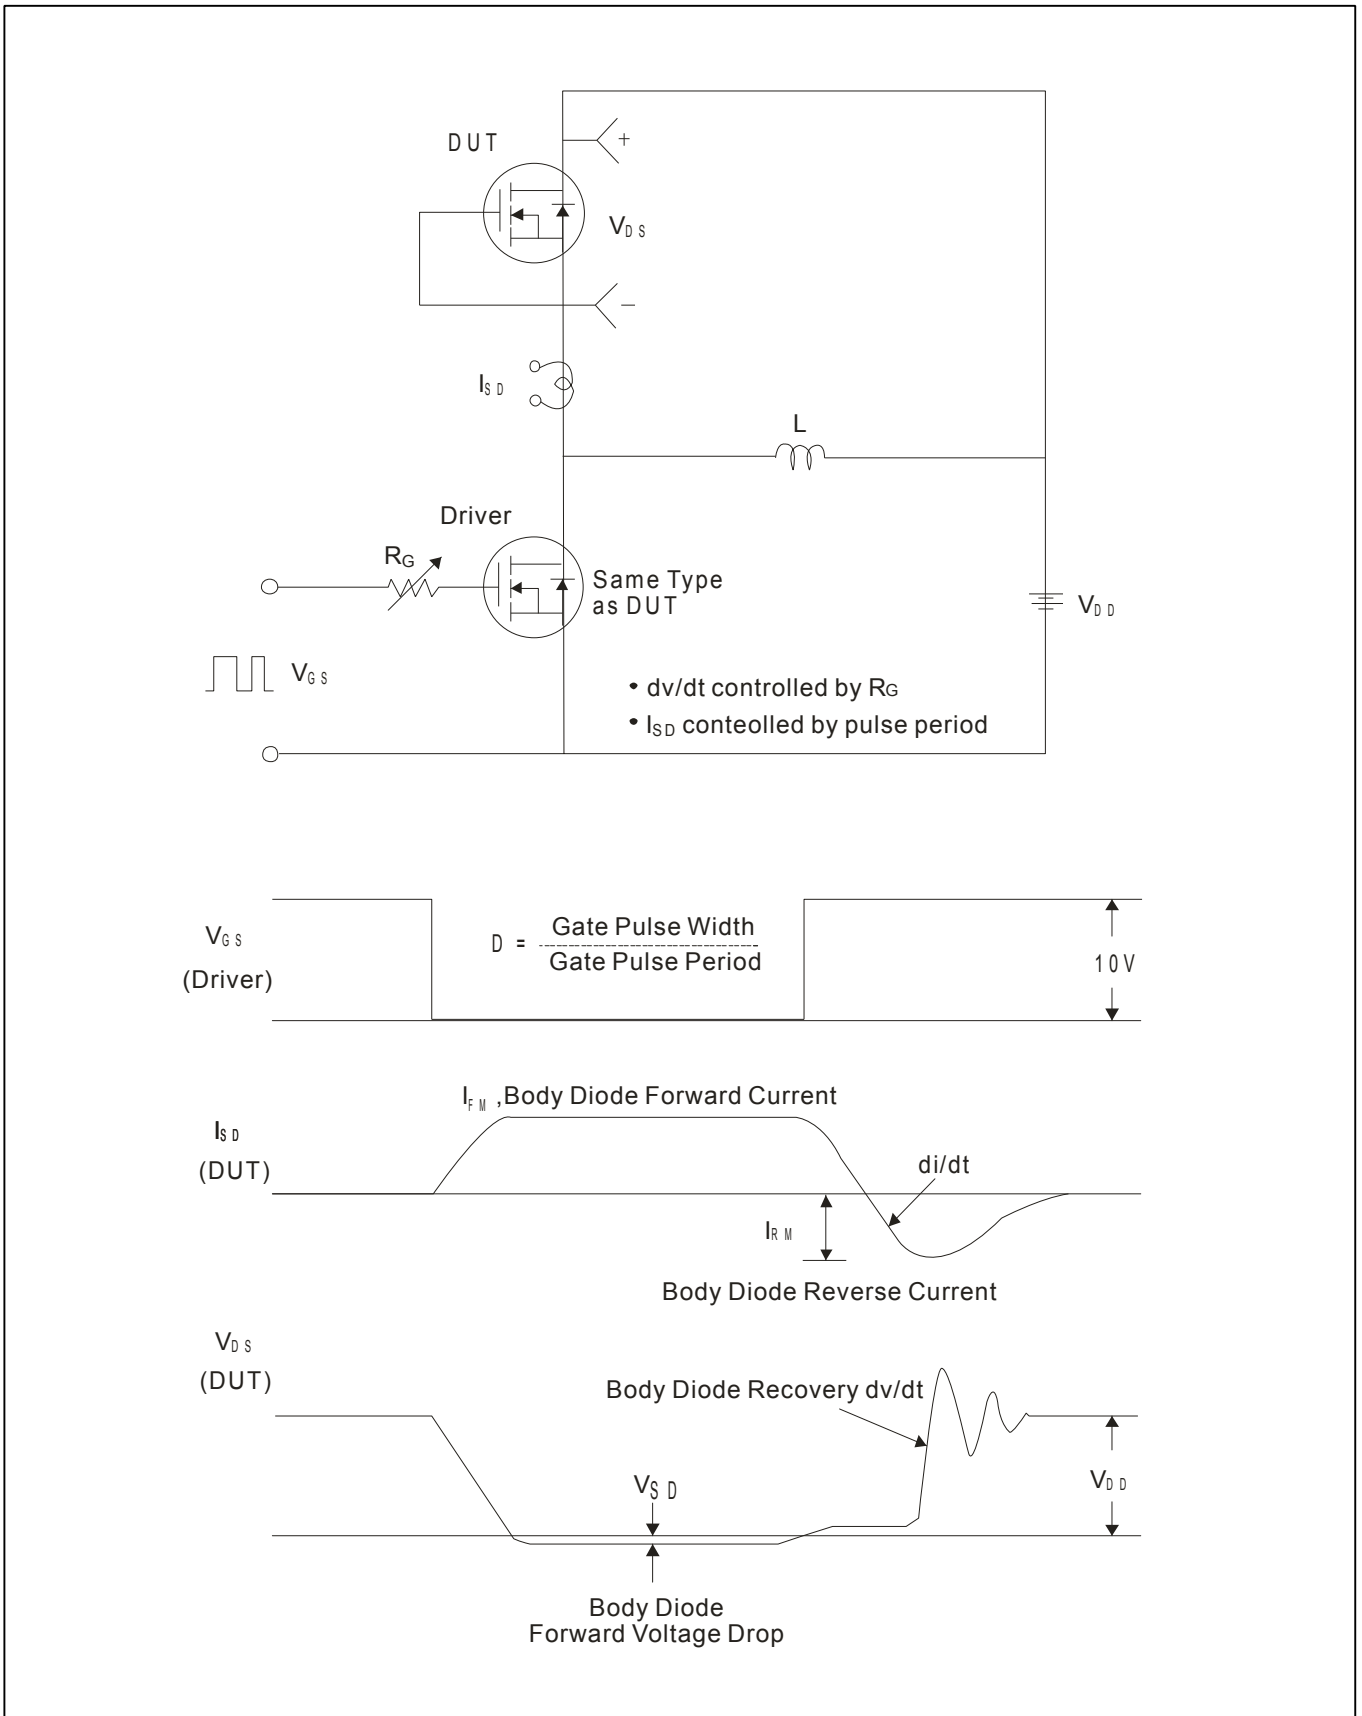 DUT
+
VDS
−
ISD
L
Driver
RG
Same Type
as DUT
VDD
VGS
• dv/dt controlled by RG
• ISD conteolled by pulse period
VGS
(Driver)
D = Gate Pulse Width
Gate Pulse Period
10V
IFM ,Body Diode Forward Current
ISD
(DUT)
di/dt
IRM
Body Diode Reverse Current
VDS
(DUT)
Body Diode Recovery dv/dt
VSD
VDD
Body Diode
Forward Voltage Drop